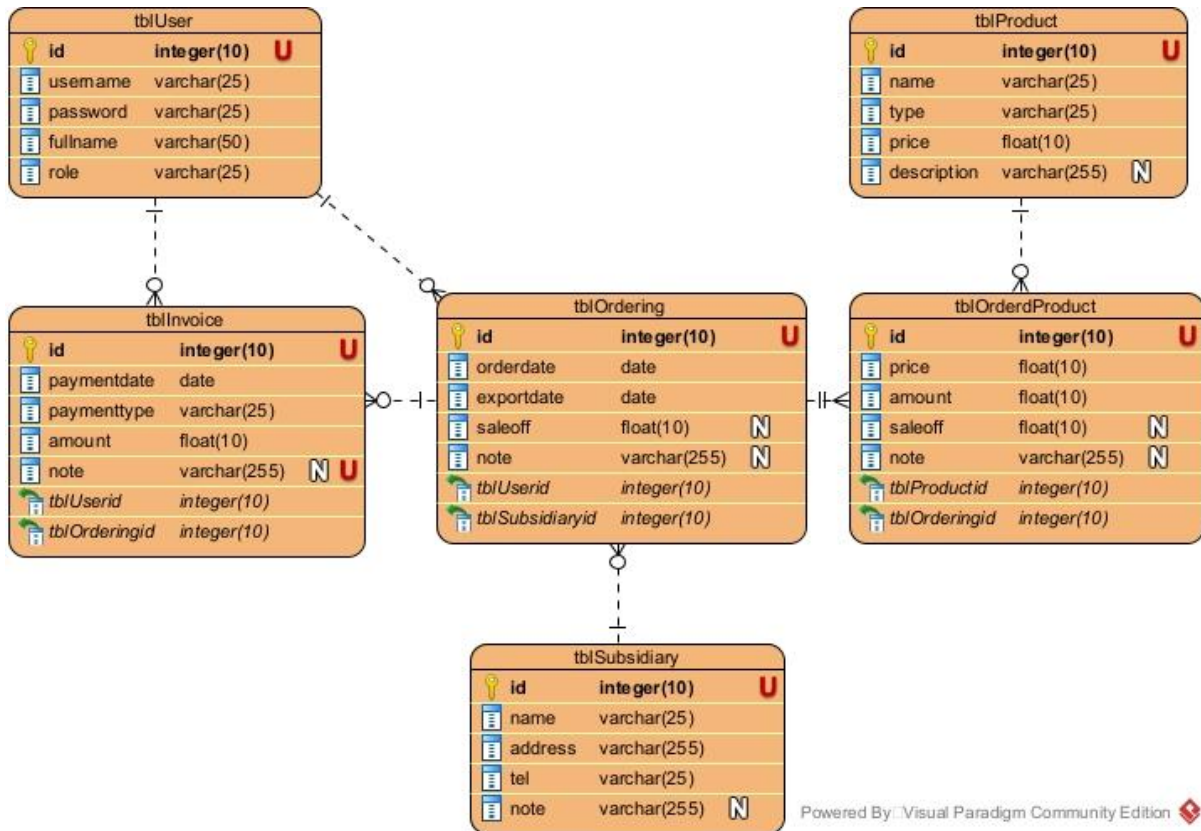 tblUser
id integer(10) U
username varchar(25)
password varchar(25)
fullname varchar(50)
role varchar(25)
tblProduct
id integer(10) U
name varchar(25)
type varchar(25)
price float(10)
description varchar(255) N
tblInvoice
id integer(10) U
paymentdate date
paymenttype varchar(25)
amount float(10)
note varchar(255) N U
tblUserid integer(10)
tblOrderingid integer(10)
tblOrdering
id integer(10) U
orderdate date
exportdate date
saleoff float(10) N
note varchar(255) N
tblUserid integer(10)
tblSubsidiaryid integer(10)
tblOrderdProduct
id integer(10) U
price float(10)
amount float(10)
saleoff float(10) N
note varchar(255) N
tblProductid integer(10)
tblOrderingid integer(10)
tblSubsidiary
id integer(10) U
name varchar(25)
address varchar(255)
tel varchar(25)
note varchar(255) N
Powered By Visual Paradigm Community Edition